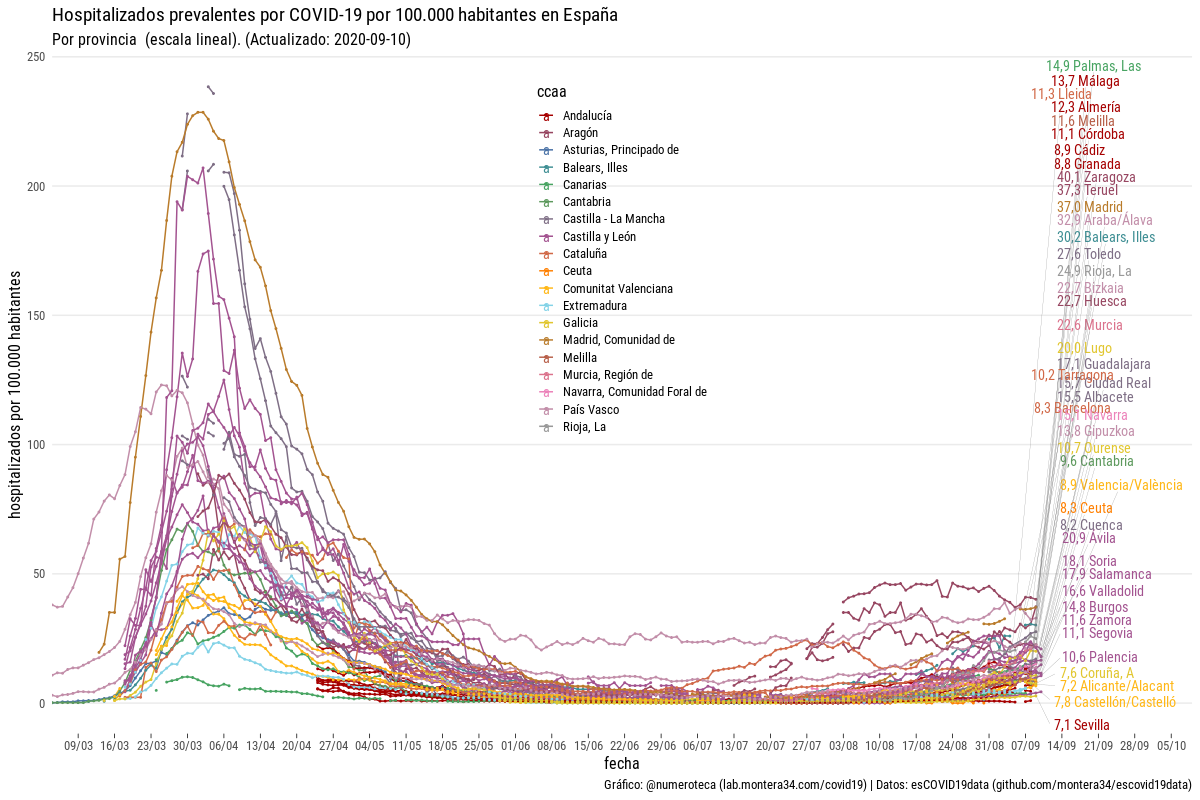 Hospitalizados prevalentes por COVID-19 por 100.000 habitantes en España
Por provincia (escala lineal). (Actualizado: 2020-09-10)
hospitalizados por 100.000 habitantes
250
200
150
100
50
0
ccaa
Andalucía
Aragón
Asturias, Principado de
Balears, Illes
Canarias
Cantabria
Castilla - La Mancha
Castilla y León
Cataluña
Ceuta
Comunitat Valenciana
Extremadura
Galicia
Madrid, Comunidad de
Melilla
Murcia, Región de
Navarra, Comunidad Foral de
País Vasco
Rioja, La
14,9 Palmas, Las
13,7 Málaga
11,3 Lleida
12,3 Almería
11,6 Melilla
11,1 Córdoba
8,9 Cádiz
8,8 Granada
40,1 Zaragoza
37,3 Teruel
37,0 Madrid
32,9 Araba/Álava
30,2 Balears, Illes
27,6 Toledo
24,9 Rioja, La
22,7 Bizkaia
22,7 Huesca
22,6 Murcia
20,0 Lugo
17,1 Guadalajara
10,2 Tarragona
15,7 Ciudad Real
15,5 Albacete
8,3 Barcelona
15,1 Navarra
13,8 Gipuzkoa
10,7 Ourense
9,6 Cantabria
8,9 Valencia/València
8,3 Ceuta
8,2 Cuenca
20,9 Ávila
18,1 Soria
17,9 Salamanca
16,6 Valladolid
14,8 Burgos
11,6 Zamora
11,1 Segovia
10,6 Palencia
7,6 Coruña, A
7,2 Alicante/Alacant
7,8 Castellón/Castelló
7,1 Sevilla
09/03 16/03 23/03 30/03 06/04 13/04 20/04 27/04 04/05 11/05 18/05 25/05 01/06 08/06 15/06 22/06 29/06 06/07 13/07 20/07 27/07 03/08 10/08 17/08 24/08 31/08 07/09 14/09 21/09 28/09 05/10
fecha
Gráfico: @numeroteca (lab.montera34.com/covid19) | Datos: esCOVID19data (github.com/montera34/escovid19data)